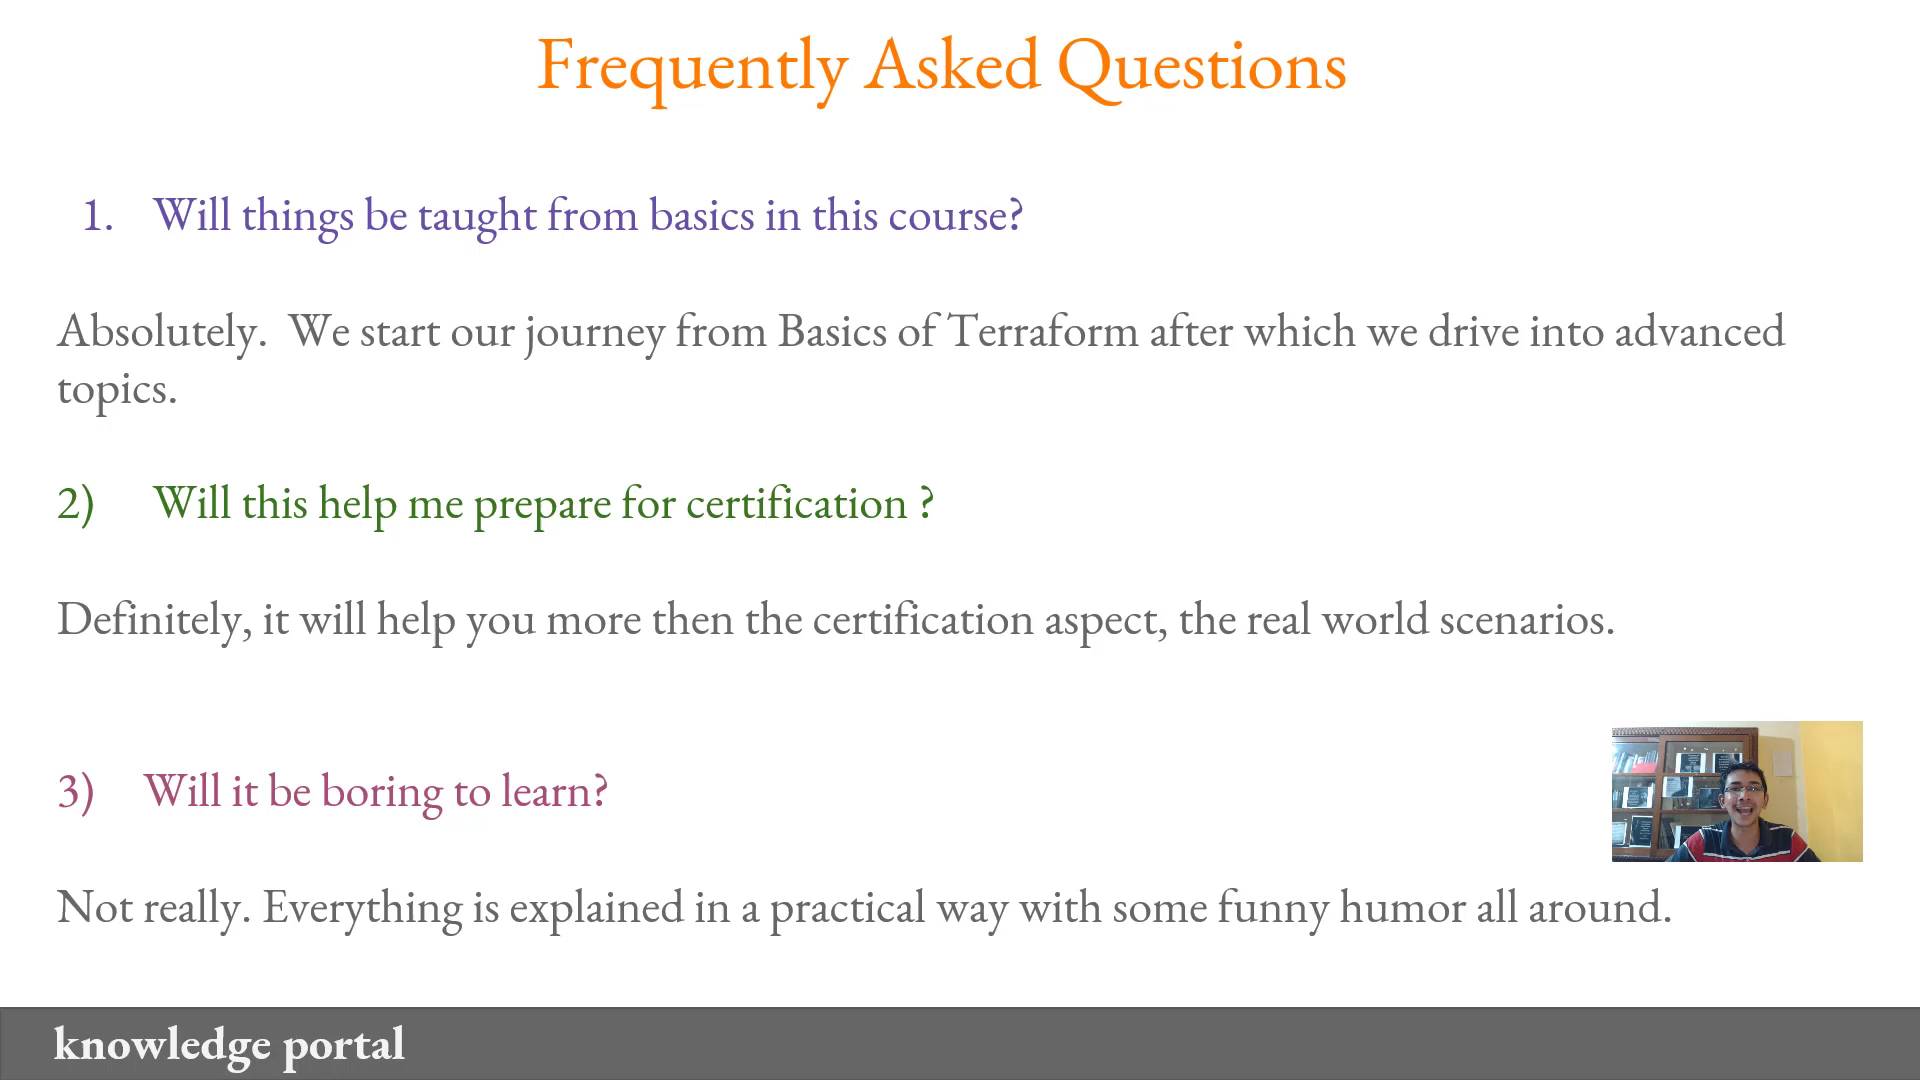 Frequently Asked Questions
1. Will things be taught from basics in this course?
Absolutely. We start our journey from Basics of Terraform after which we drive into advanced
topics.
2) Will this help me prepare for certification ?
Definitely, it will help you more then the certification aspect, the real world scenarios.
3) Will it be boring to learn?
Not really. Everything is explained in a practical way with some funny humor all around.
knowledge portal